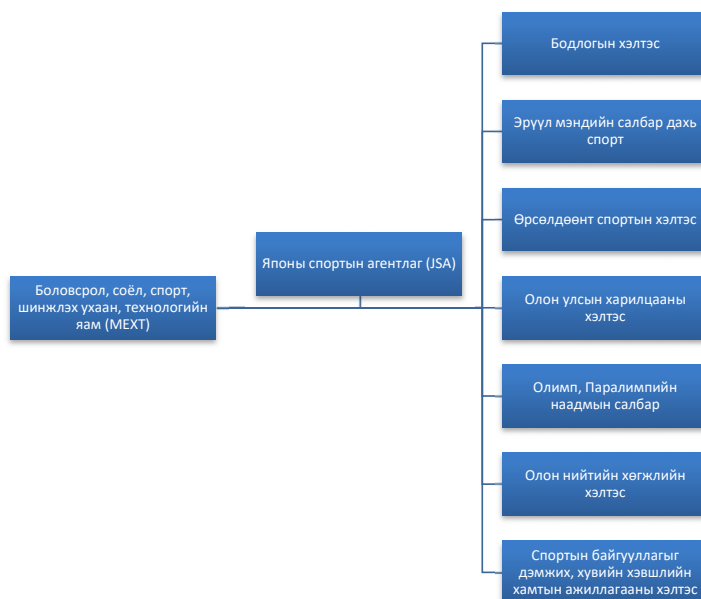 Боловсрол, соёл, спорт,
шинжлэх ухаан, технологийн
яам (MEXT)
Японы спортын агентлаг (JSA)
Бодлогын хэлтэс
Эрүүл мэндийн салбар дахь
спорт
Өрсөлдөөнт спортын хэлтэс
Олон улсын харилцааны
хэлтэс
Олимп, Паралимпийн
наадмын салбар
Олон нийтийн хөгжлийн
хэлтэс
Спортын байгууллагыг
дэмжих, хувийн хэвшлийн
хамтын ажиллагааны хэлтэс